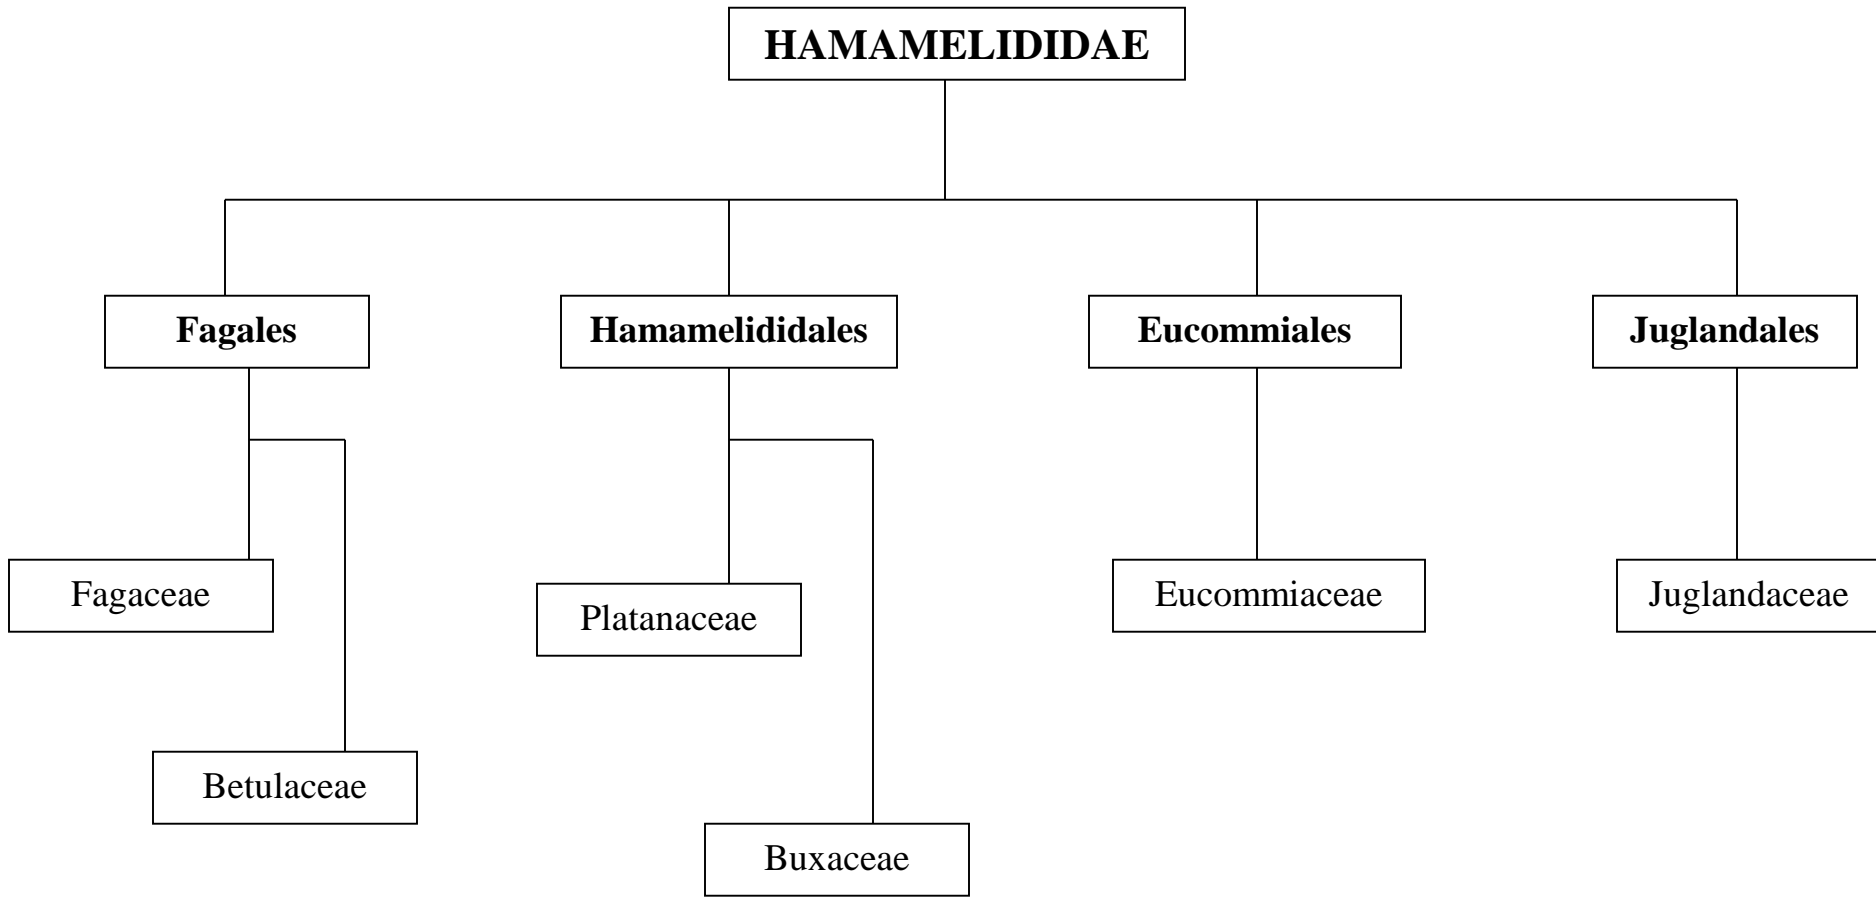 HAMAMELIDIDAE
Fagales
Hamamelididales
Eucommiales
Juglandales
Fagaceae
Platanaceae
Eucommiaceae
Juglandaceae
Betulaceae
Buxaceae